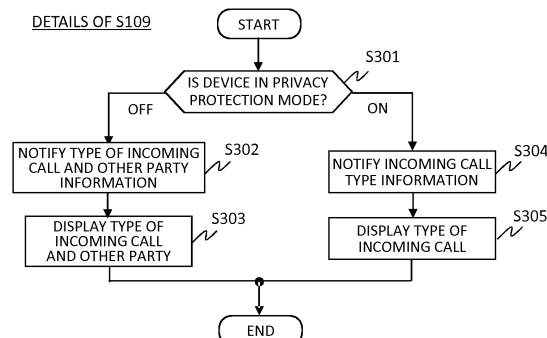 DETAILS OF S109
START
S301
IS DEVICE IN PRIVACY
PROTECTION MODE?
OFF
ON
NOTIFY TYPE OF INCOMING
CALL AND OTHER PARTY
INFORMATION
S302
NOTIFY INCOMING CALL
TYPE INFORMATION
S304
DISPLAY TYPE OF
INCOMING CALL
AND OTHER PARTY
S303
DISPLAY TYPE OF
INCOMING CALL
S305
END